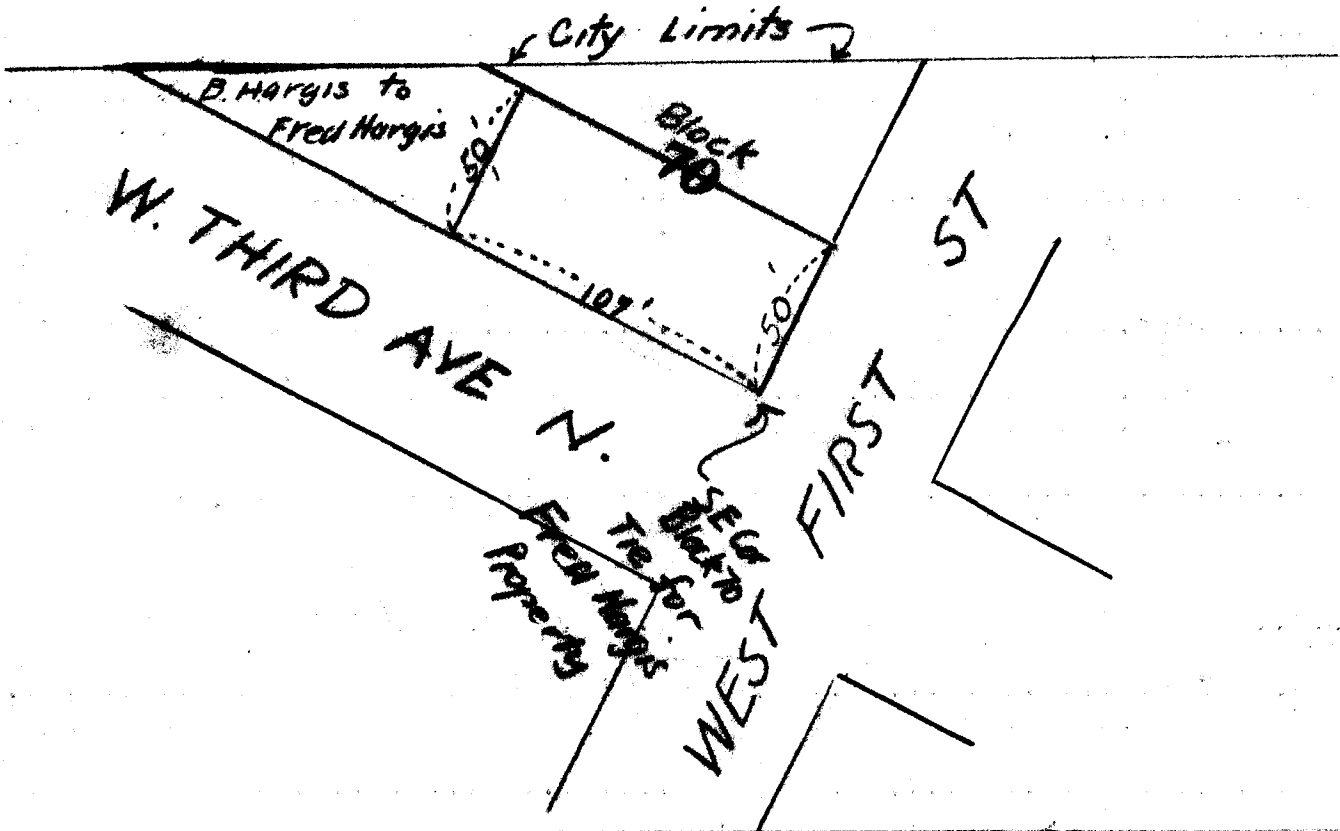 City Limits
B. Hargis to
Fred Hargis
50'
Block
70
W. THIRD AVE N.
107'
50'
WEST FIRST ST
SE Cor
Block 70
Tie for
Fred Hargis
Property